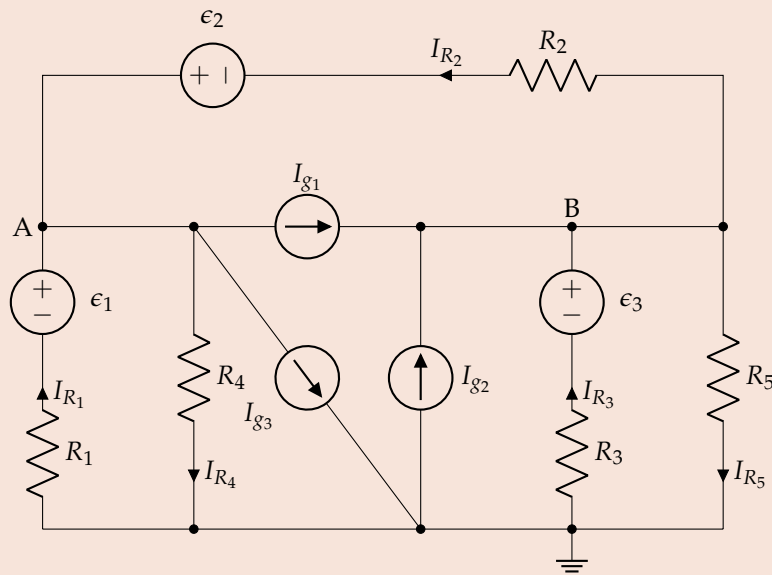 ϵ2
+ −
IR2
R2
Ig1
A
B
+
−
ϵ1
+
−
ϵ3
R4
Ig3
Ig2
R5
IR1
IR3
R1
IR4
R3
IR5